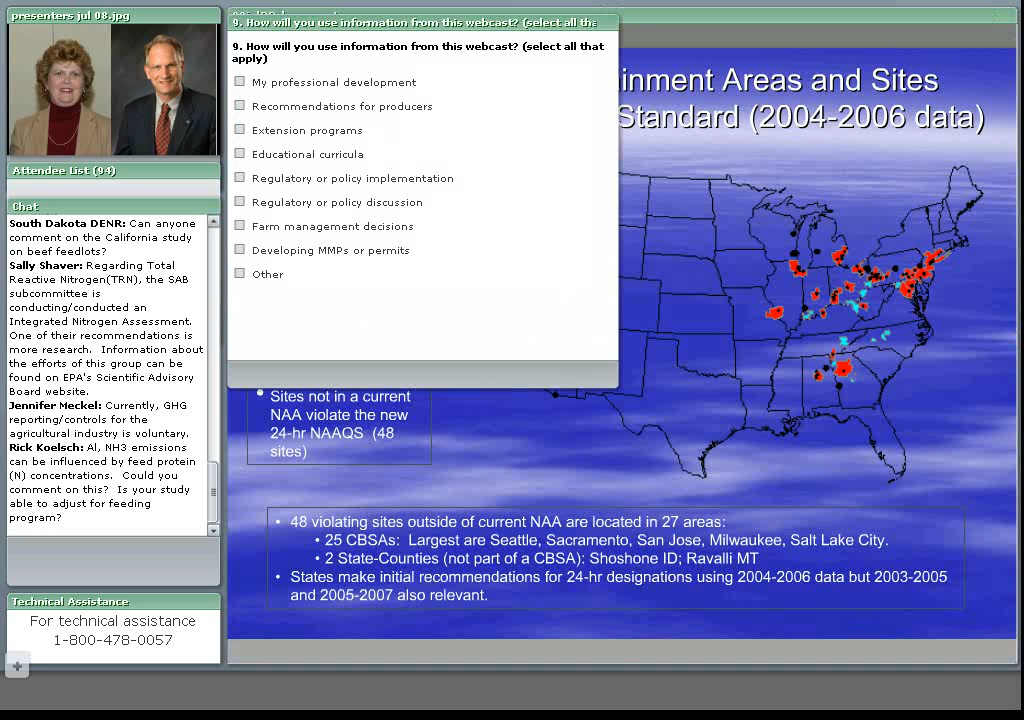 presenters jul 08.jpg
Attendee List (94)
Chat
South Dakota DENR: Can anyone
comment on the California study
on beef feedlots?
Sally Shaver: Regarding Total
Reactive Nitrogen(TRN), the SAB
subcommittee is
conducting/conducted an
Integrated Nitrogen Assessment.
One of their recommendations is
more research. Information about
the efforts of this group can be
found on EPA's Scientific Advisory
Board website.
Jennifer Meckel: Currently, GHG
reporting/controls for the
agricultural industry is voluntary.
Rick Koelsch: Al, NH3 emissions
can be influenced by feed protein
(N) concentrations. Could you
comment on this? Is your study
able to adjust for feeding
program?
Technical Assistance
For technical assistance
1-800-478-0057
9. How will you use information from this webcast? (select all the
9. How will you use information from this webcast? (select all that
apply)
My professional development
Recommendations for producers
Extension programs
Educational curricula
Regulatory or policy implementation
Regulatory or policy discussion
Farm management decisions
Developing MMPs or permits
Other
inment Areas and Sites
Standard (2004-2006 data)
• Sites not in a current
NAA violate the new
24-hr NAAQS (48
sites)
• 48 violating sites outside of current NAA are located in 27 areas:
• 25 CBSAs: Largest are Seattle, Sacramento, San Jose, Milwaukee, Salt Lake City.
• 2 State-Counties (not part of a CBSA): Shoshone ID; Ravalli MT
• States make initial recommendations for 24-hr designations using 2004-2006 data but 2003-2005
and 2005-2007 also relevant.